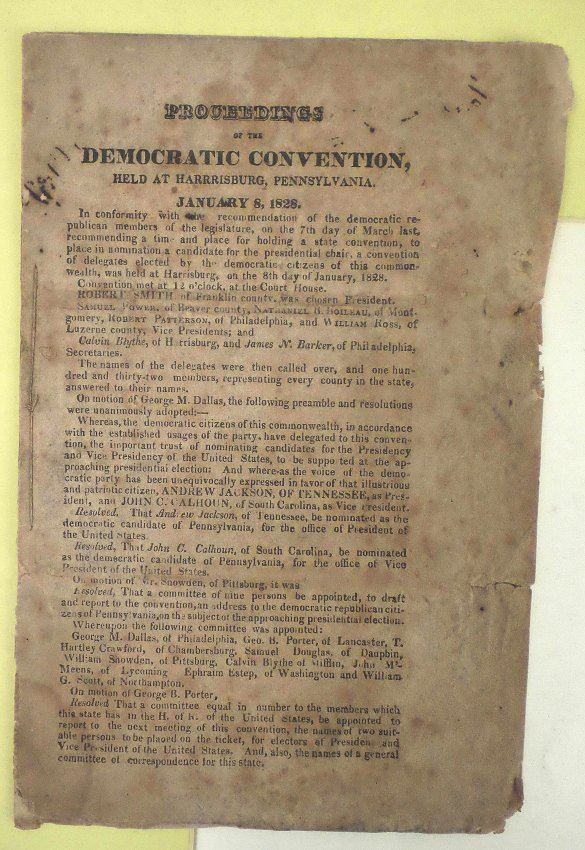 PROCEEDINGS
OF THE
DEMOCRATIC CONVENTION,
HELD AT HARRRISBURG, PENNSYLVANIA.
JANUARY 8, 1828.
In conformity with the recommendation of the democratic re-
publican members of the legislature, on the 7th day of March last,
recommending a time and place for holding a state convention, to
place in nomination a candidate for the presidential chair, a convention
of delegates elected by the democratic citizens of this common-
wealth, was held at Harrisburg, on the 8th day of January, 1828.
Convention met at 12 o'clock, at the Court House.
ROBERT SMITH of Franklin county, was chosen President.
SAMUEL POWER, of Beaver county, NATHANIEL B. BOILEAU, of Mont-
gomery, ROBERT PATTERSON, of Philadelphia, and WILLIAM ROSS, of
Luzerne county, Vice Presidents; and
Calvin Blythe, of Harrisburg, and James N. Barker, of Philadelphia,
Secretaries.
The names of the delegates were then called over, and one hun-
dred and thirty-two members, representing every county in the state,
answered to their names.
On motion of George M. Dallas, the following preamble and resolutions
were unanimously adopted:—
Whereas, the democratic citizens of this commonwealth, in accordance
with the established usages of the party, have delegated to this conven-
tion, the important trust of nominating candidates for the Presidency
and Vice Presidency of the United States, to be supported at the ap-
proaching presidential election: And where-as the voice of the demo-
cratic party has been unequivocally expressed in favor of that illustrious
and patriotic citizen, ANDREW JACKSON, OF TENNESSEE, as Pres-
ident, and JOHN C. CALHOUN, of South Carolina, as Vice President.
Resolved, That Andrew Jackson, of Tennessee, be nominated as the
democratic candidate of Pennsylvania, for the office of President of
the United States.
Resolved, That John C. Calhoun, of South Carolina, be nominated
as the democratic candidate of Pennsylvania, for the office of Vice
President of the United States.
On motion of Mr. Snowden, of Pittsburg, it was
Resolved, That a committee of nine persons be appointed, to draft
and report to the convention, an address to the democratic republican citi-
zens of Pennsylvania, on the subject of the approaching presidential election.
Whereupon the following committee was appointed:
George M. Dallas, of Philadelphia, Geo. B. Porter, of Lancaster, T.
Hartley Crawford, of Chambersburg, Samuel Douglas, of Dauphin,
William Snowden, of Pittsburg, Calvin Blythe of Mifflin, John M'-
Meens, of Lycoming Ephraim Estep, of Washington and William
G. Scott, of Northampton.
On motion of George B. Porter,
Resolved That a committee equal in number to the members which
this state has in the H. of R. of the United States, be appointed to
report to the next meeting of this convention, the names of two suit-
able persons to be placed on the ticket, for electors of President and
Vice President of the United States. And, also, the names of a general
committee of correspondence for this state.